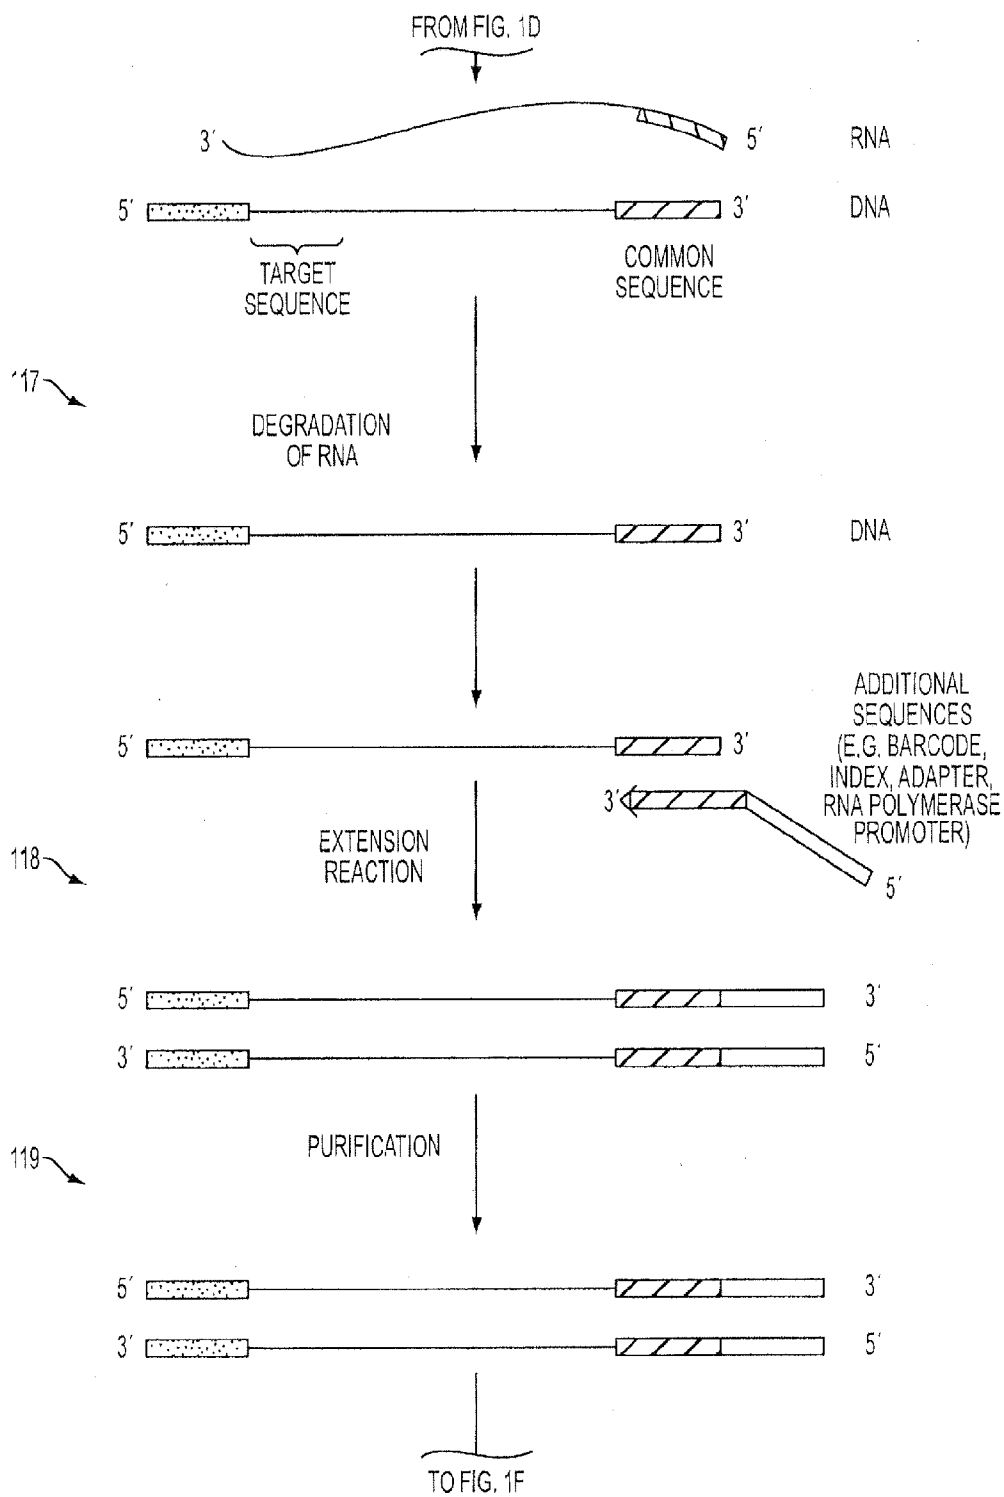 FROM FIG. 1D
3′ 5′ RNA
5′ 3′ DNA
TARGET
SEQUENCE
COMMON
SEQUENCE
117
DEGRADATION
OF RNA
5′ 3′ DNA
ADDITIONAL
SEQUENCES
(E.G. BARCODE,
INDEX, ADAPTER,
RNA POLYMERASE
PROMOTER)
5′ 3′
3′
5′
EXTENSION
REACTION
118
5′ 3′
3′ 5′
PURIFICATION
119
5′ 3′
3′ 5′
TO FIG. 1F